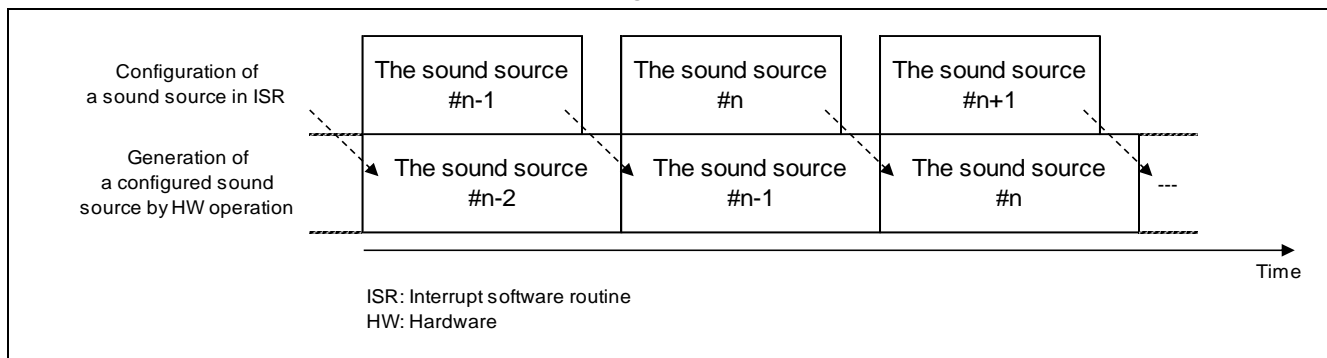 Configuration of
a sound source in ISR
The sound source
#n-1
The sound source
#n
The sound source
#n+1
Generation of
a configured sound
source by HW operation
The sound source
#n-2
The sound source
#n-1
The sound source
#n
---
Time
ISR: Interrupt software routine
HW: Hardware